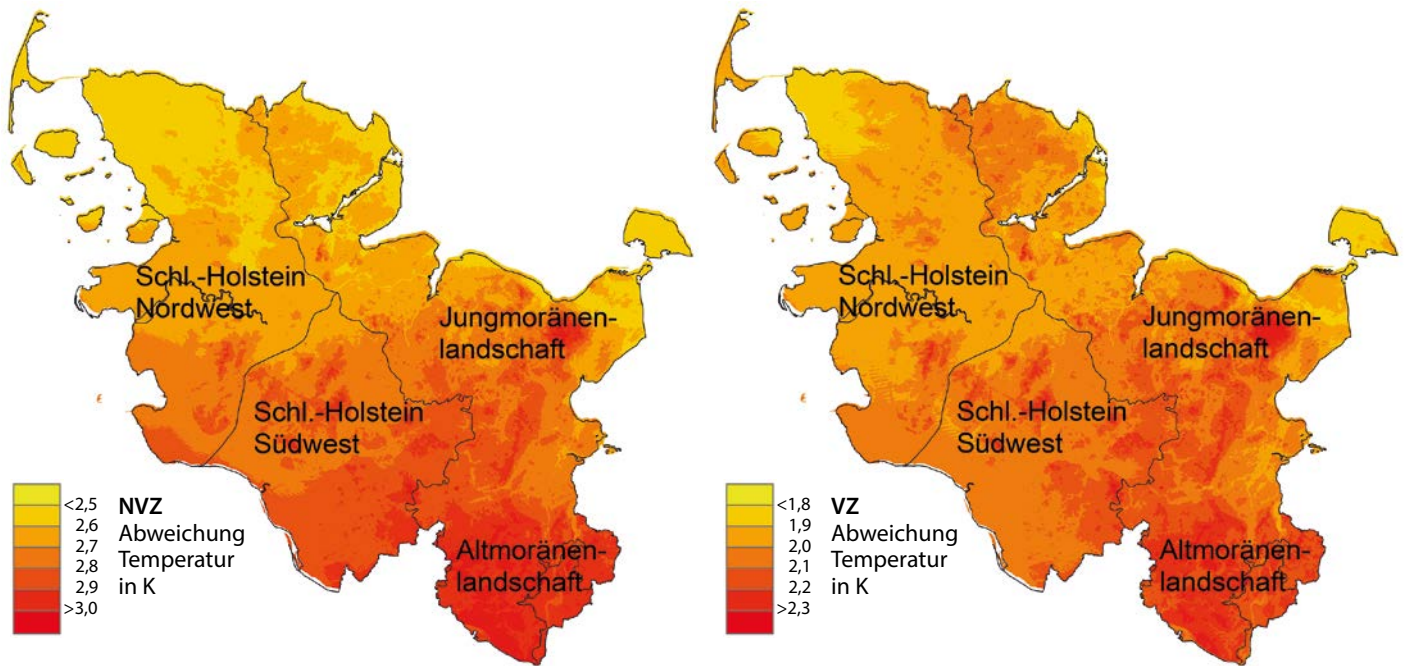 Schl.-Holstein
Nordwest
Jungmoränen-
landschaft
Schl.-Holstein
Südwest
Altmoränen-
landschaft
<2,5
2,6
2,7
2,8
2,9
>3,0
NVZ
Abweichung
Temperatur
in K
Schl.-Holstein
Nordwest
Jungmoränen-
landschaft
Schl.-Holstein
Südwest
Altmoränen-
landschaft
<1,8
1,9
2,0
2,1
2,2
>2,3
VZ
Abweichung
Temperatur
in K